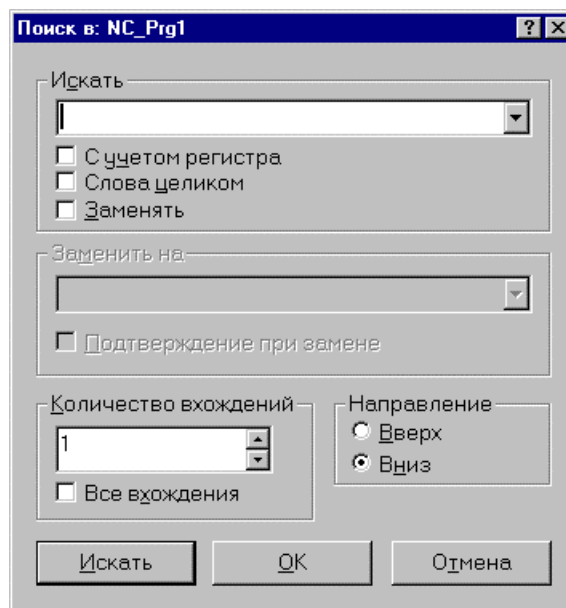 Поиск в: NC_Prg1
Искать
С учетом регистра
Слова целиком
Заменять
Заменить на
Подтверждение при замене
Количество вхождений
1
Все вхождения
Направление
Вверх
Вниз
Искать
OK
Отмена